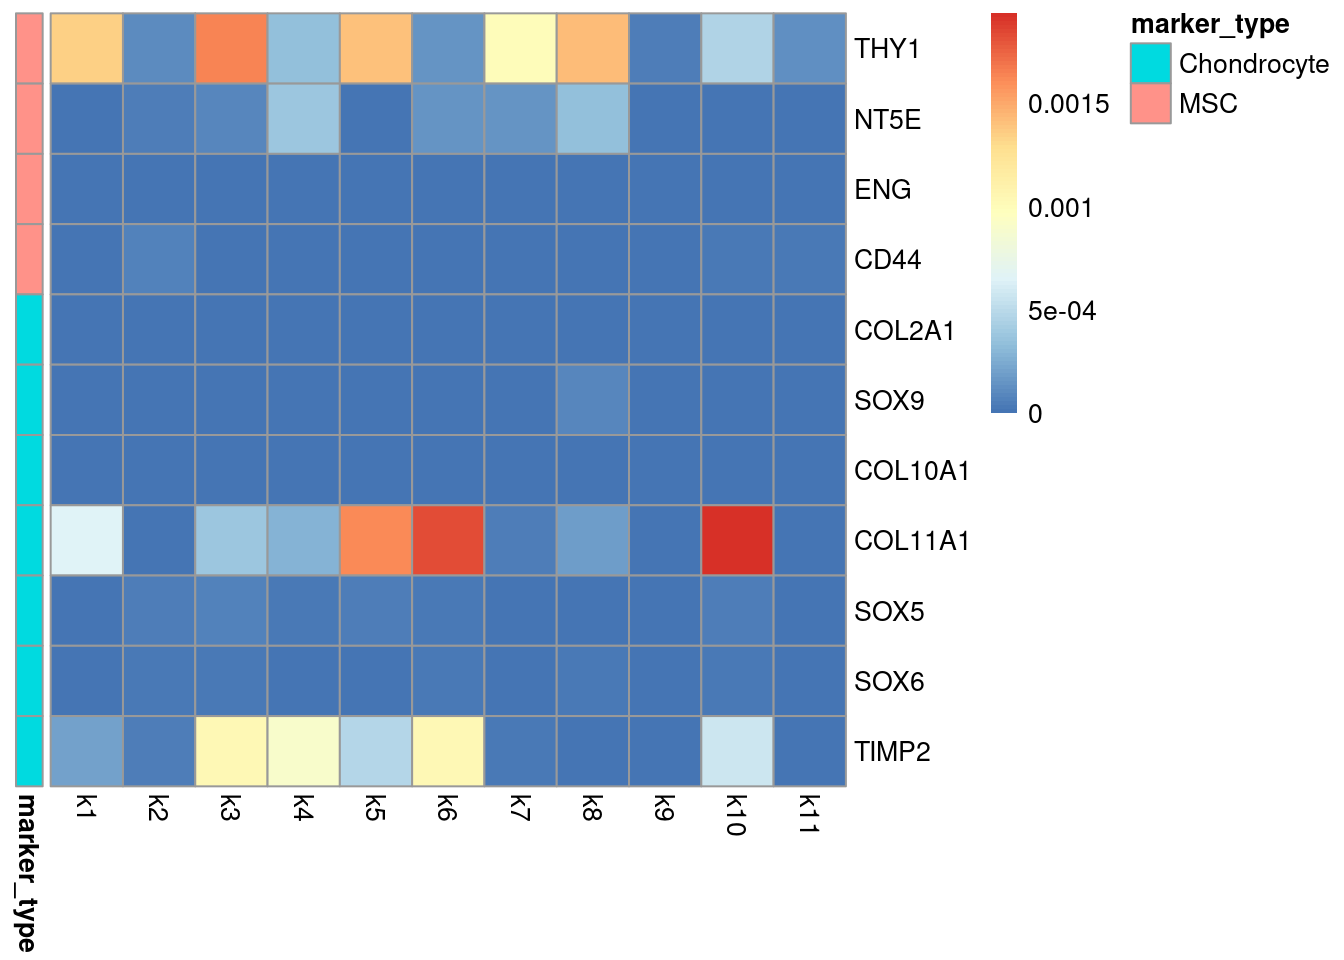 marker_type
Chondrocyte
MSC
0.0015
0.001
5e-04
0
THY1
NT5E
ENG
CD44
COL2A1
SOX9
COL10A1
COL11A1
SOX5
SOX6
TIMP2
k1
k2
k3
k4
k5
k6
k7
k8
k9
k10
k11
marker_type